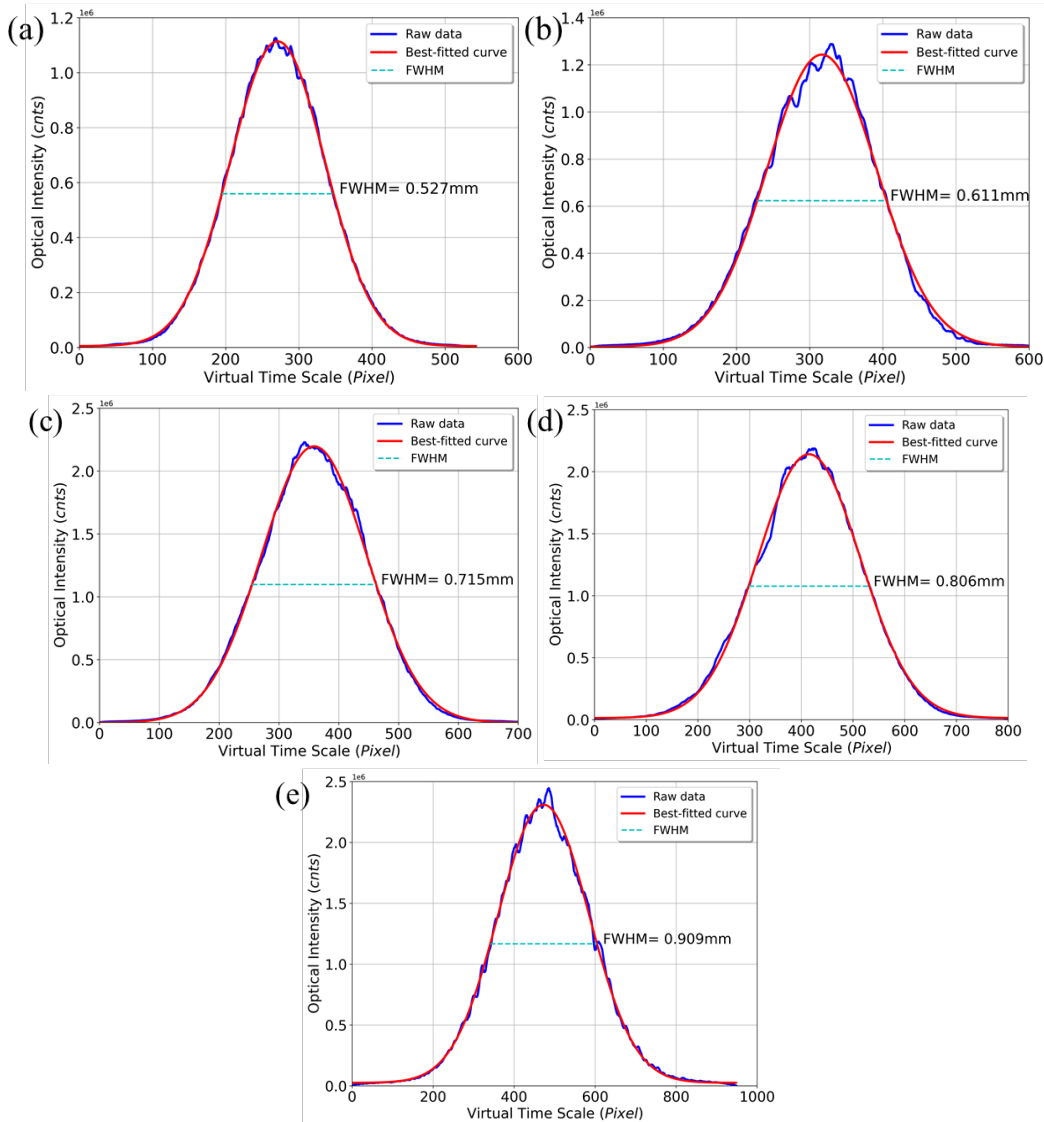 (a)
1e6
1.2
1.0
0.8
0.6
0.4
0.2
0.0
0 100 200 300 400 500 600
Optical Intensity (cnts)
Virtual Time Scale (Pixel)
Raw data
Best-fitted curve
FWHM
FWHM= 0.527mm
(b)
1e6
1.4
1.2
1.0
0.8
0.6
0.4
0.2
0.0
0 100 200 300 400 500 600
Optical Intensity (cnts)
Virtual Time Scale (Pixel)
Raw data
Best-fitted curve
FWHM
FWHM= 0.611mm
(c)
1e6
2.5
2.0
1.5
1.0
0.5
0.0
0 100 200 300 400 500 600 700
Optical Intensity (cnts)
Virtual Time Scale (Pixel)
Raw data
Best-fitted curve
FWHM
FWHM= 0.715mm
(d)
1e6
2.5
2.0
1.5
1.0
0.5
0.0
0 100 200 300 400 500 600 700 800
Optical Intensity (cnts)
Virtual Time Scale (Pixel)
Raw data
Best-fitted curve
FWHM
FWHM= 0.806mm
(e)
1e6
2.5
2.0
1.5
1.0
0.5
0.0
0 200 400 600 800 1000
Optical Intensity (cnts)
Virtual Time Scale (Pixel)
Raw data
Best-fitted curve
FWHM
FWHM= 0.909mm